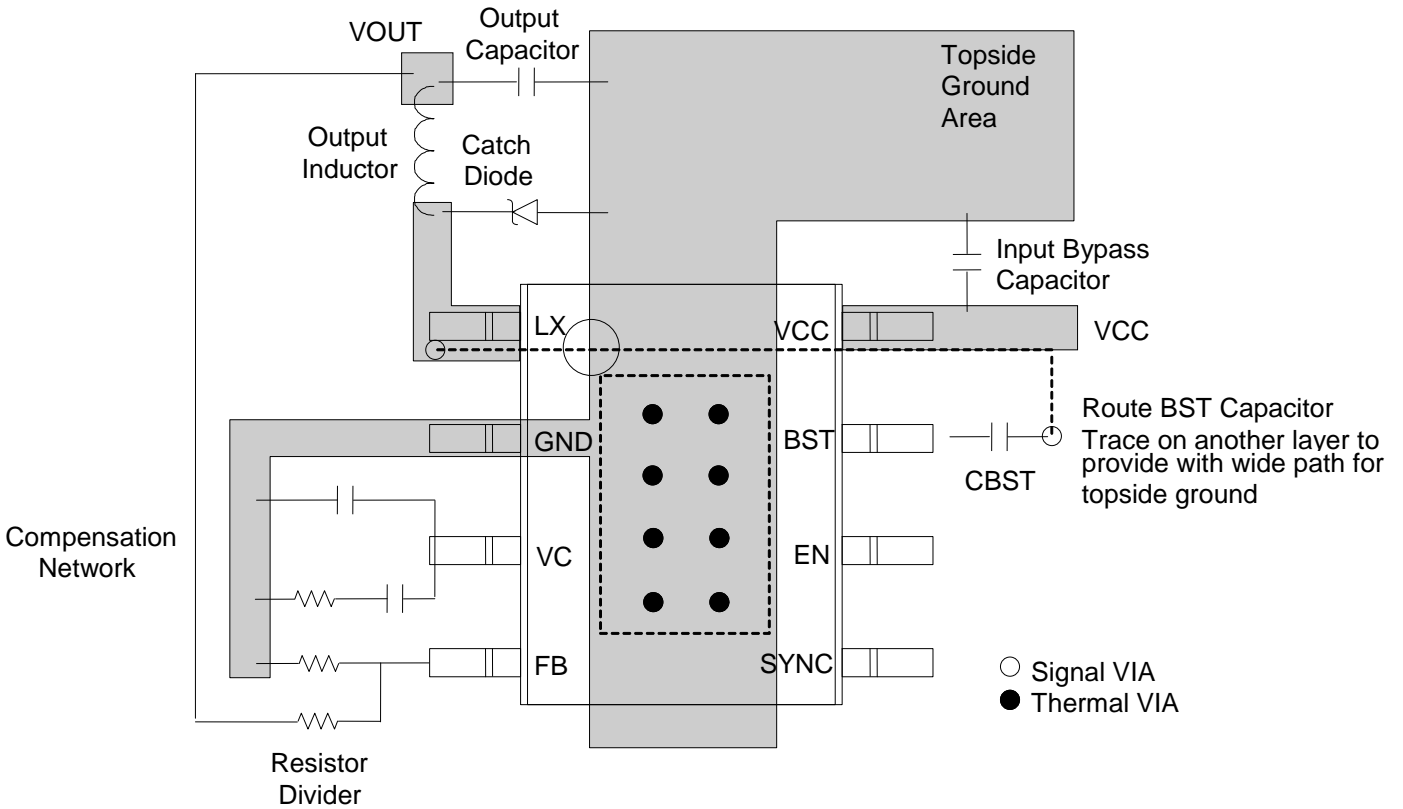 VOUT
Output
Capacitor
Topside
Ground
Area
Output
Inductor
Catch
Diode
Input Bypass
Capacitor
LX
VCC
VCC
GND
BST
CBST
Route BST Capacitor
Trace on another layer to
provide with wide path for
topside ground
Compensation
Network
VC
EN
FB
SYNC
Signal VIA
Thermal VIA
Resistor
Divider